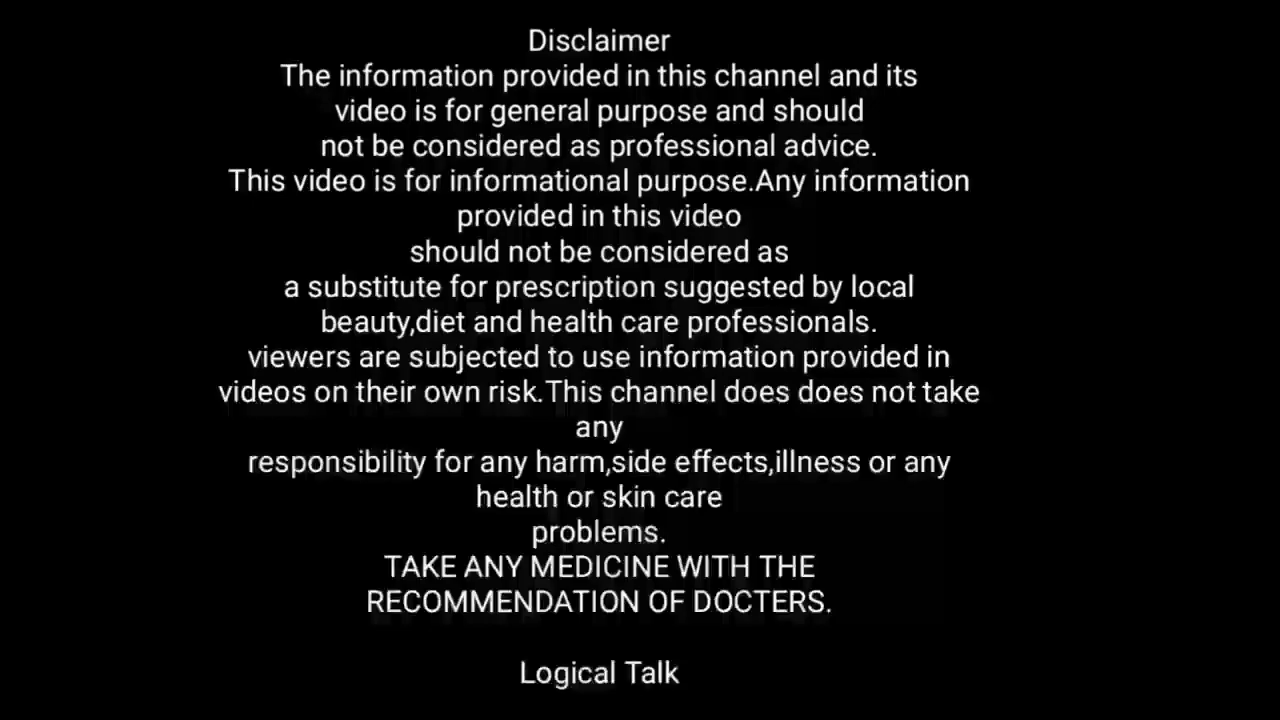 Disclaimer
The information provided in this channel and its
video is for general purpose and should
not be considered as professional advice.
This video is for informational purpose.Any information
provided in this video
should not be considered as
a substitute for prescription suggested by local
beauty,diet and health care professionals.
viewers are subjected to use information provided in
videos on their own risk.This channel does does not take
any
responsibility for any harm,side effects,illness or any
health or skin care
problems.
TAKE ANY MEDICINE WITH THE
RECOMMENDATION OF DOCTERS.
Logical Talk